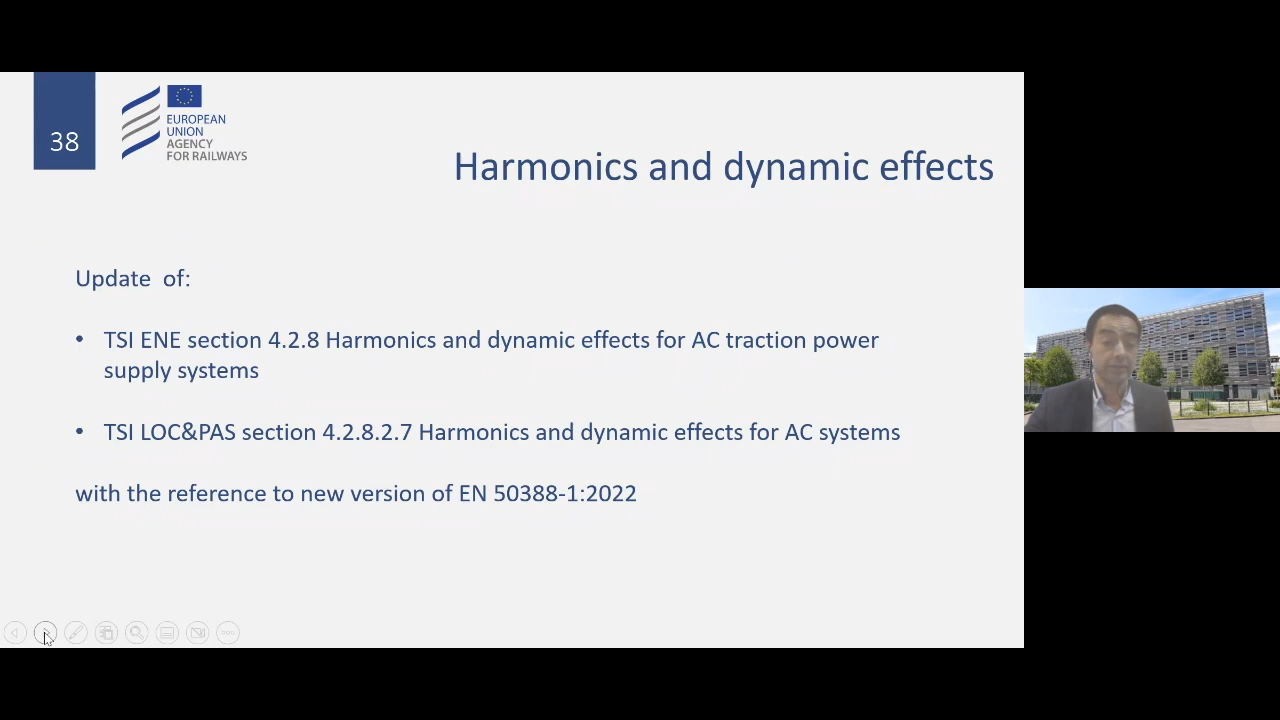 38
EUROPEAN
UNION
AGENCY
FOR RAILWAYS
Harmonics and dynamic effects
Update of:
• TSI ENE section 4.2.8 Harmonics and dynamic effects for AC traction power
supply systems
• TSI LOC&PAS section 4.2.8.2.7 Harmonics and dynamic effects for AC systems
with the reference to new version of EN 50388-1:2022